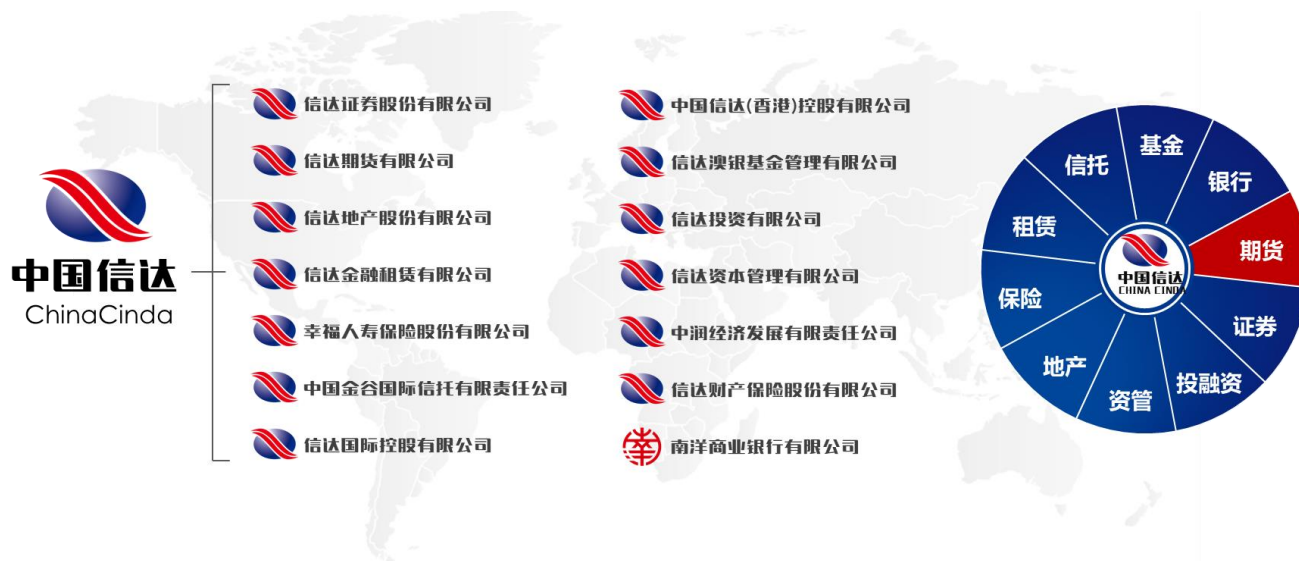 中国信达
ChinaCinda
信达证券股份有限公司
信达期货有限公司
信达地产股份有限公司
信达金融租赁有限公司
幸福人寿保险股份有限公司
中国金谷国际信托有限责任公司
信达国际控股有限公司
中国信达(香港)控股有限公司
信达澳银基金管理有限公司
信达投资有限公司
信达资本管理有限公司
中润经济发展有限责任公司
信达财产保险股份有限公司
南洋商业银行有限公司
基金
银行
期货
证券
投融资
资管
地产
保险
租赁
信托
中国信达
CHINA CINDA